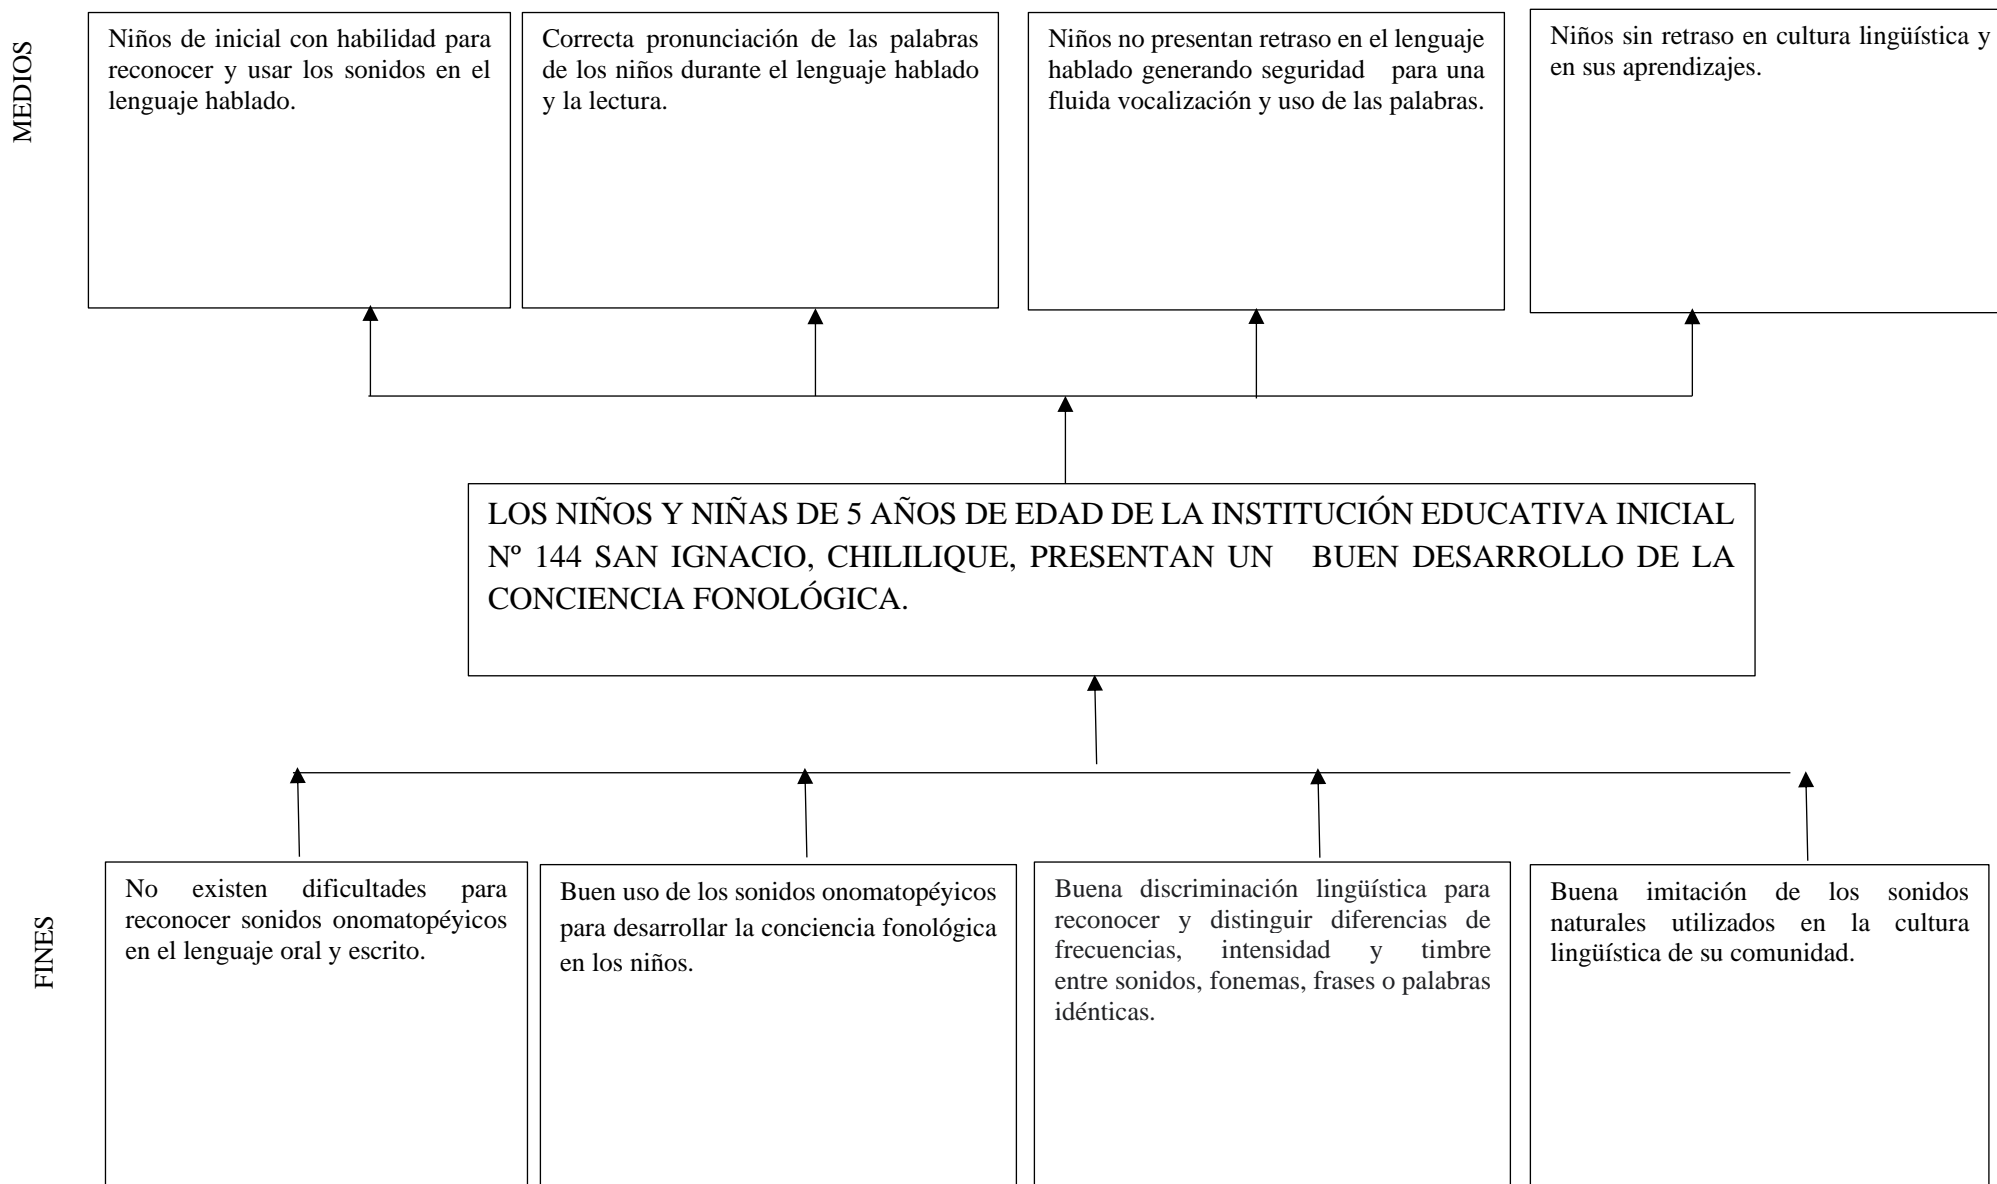 MEDIOS
Niños de inicial con habilidad para
reconocer y usar los sonidos en el
lenguaje hablado.
Correcta pronunciación de las palabras
de los niños durante el lenguaje hablado
y la lectura.
Niños no presentan retraso en el lenguaje
hablado generando seguridad para una
fluida vocalización y uso de las palabras.
Niños sin retraso en cultura lingüística y
en sus aprendizajes.
LOS NIÑOS Y NIÑAS DE 5 AÑOS DE EDAD DE LA INSTITUCIÓN EDUCATIVA INICIAL
Nº 144 SAN IGNACIO, CHILILIQUE, PRESENTAN UN BUEN DESARROLLO DE LA
CONCIENCIA FONOLÓGICA.
FINES
No existen dificultades para
reconocer sonidos onomatopéyicos
en el lenguaje oral y escrito.
Buen uso de los sonidos onomatopéyicos
para desarrollar la conciencia fonológica
en los niños.
Buena discriminación lingüística para
reconocer y distinguir diferencias de
frecuencias, intensidad y timbre
entre sonidos, fonemas, frases o palabras
idénticas.
Buena imitación de los sonidos
naturales utilizados en la cultura
lingüística de su comunidad.